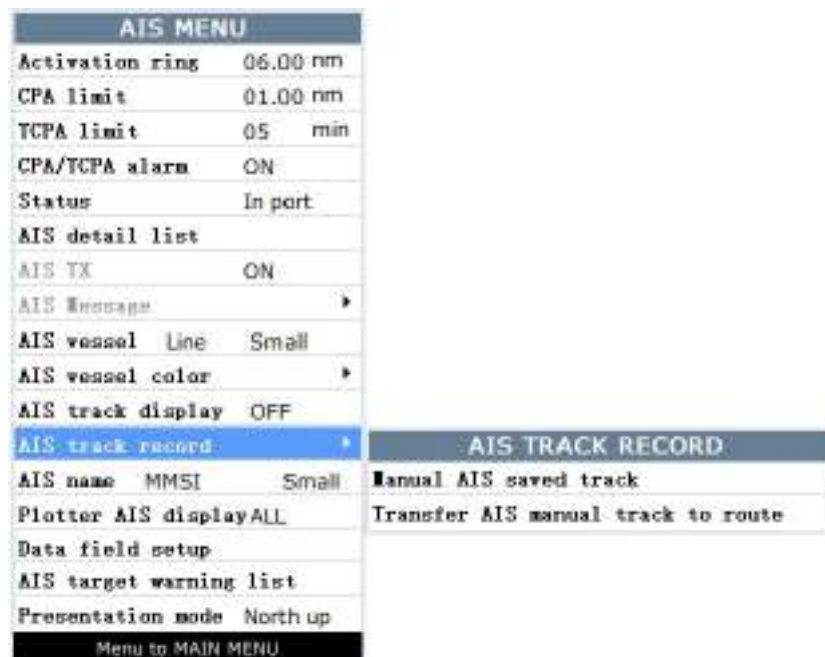 AIS MENU
Activation ring 06.00 nm
CPA limit 01.00 nm
TCPA limit 05 min
CPA/TCPA alarm ON
Status In port
AIS detail list
AIS TX ON
AIS Message
AIS vessel Line Small
AIS vessel color
AIS track display OFF
AIS track record
AIS name MMSI Small
Plotter AIS display ALL
Data field setup
AIS target warning list
Presentation mode North up
Menu to MAIN MENU
AIS TRACK RECORD
Manual AIS saved track
Transfer AIS manual track to route